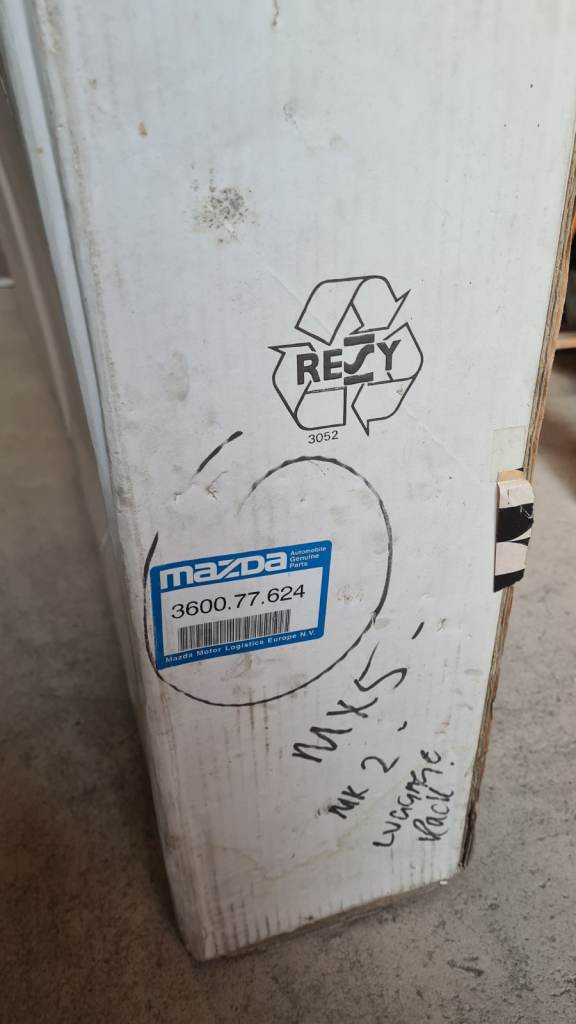 RESY
3052
mazda
Automobile
Genuine
Parts
3600.77.624
Mazda Motor Logistics Europe N.V.
MX5.
MK 2.
LUGGAGE
Rack.